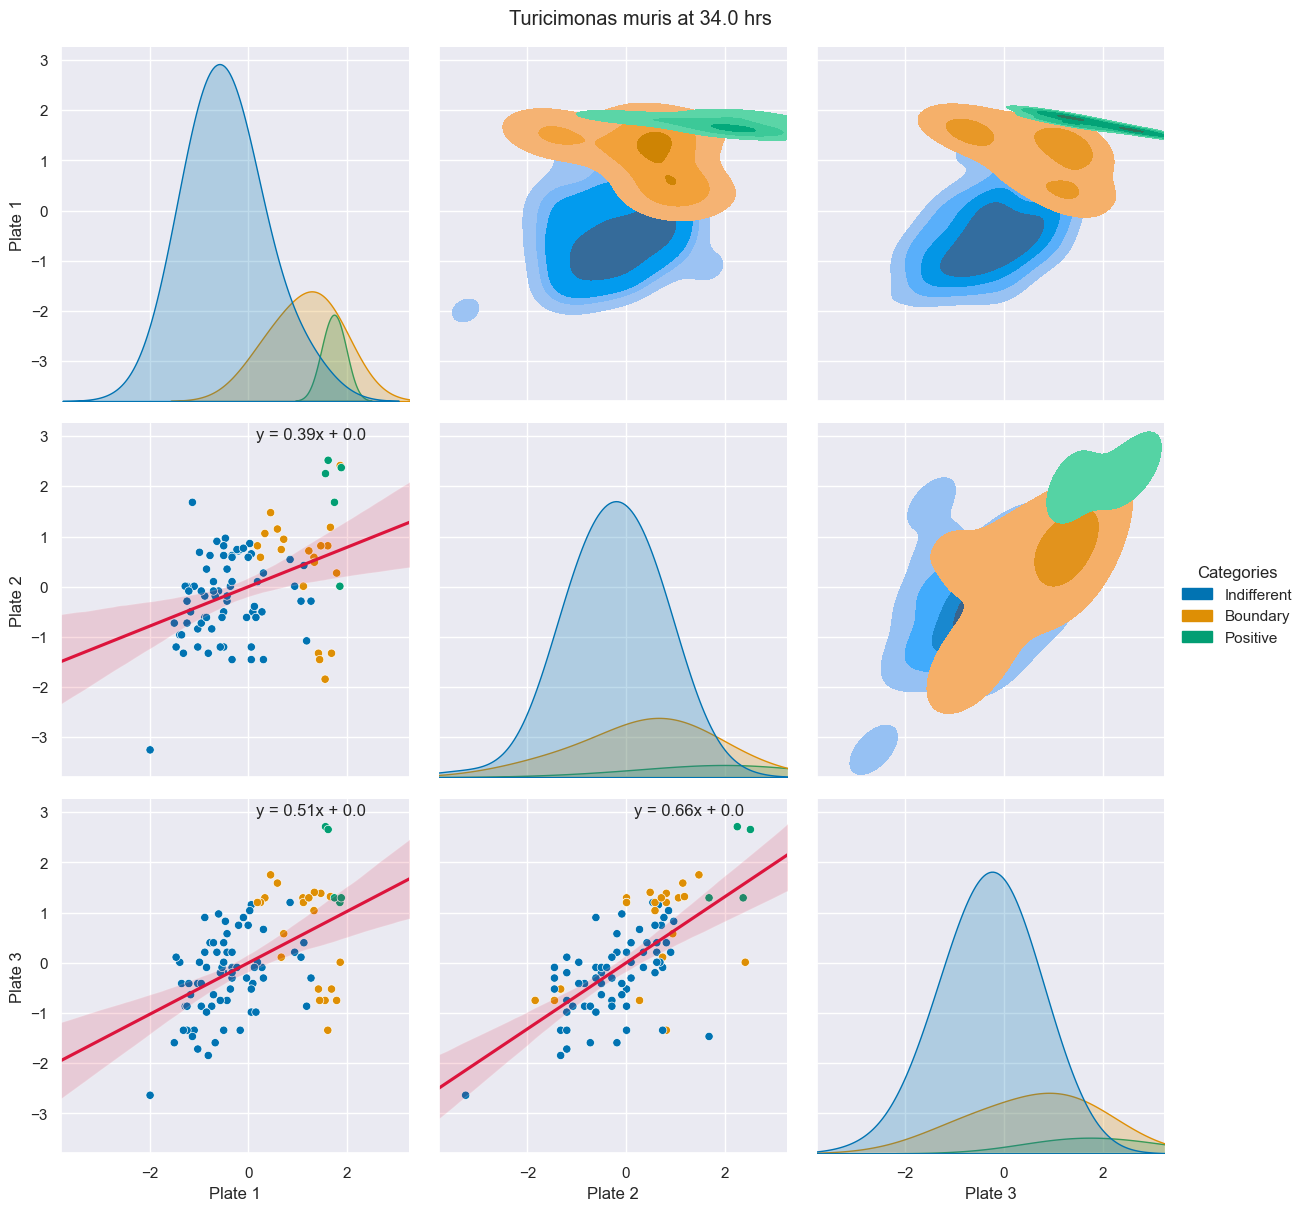 Turicimonas muris at 34.0 hrs
3
2
1
0
−1
−2
−3
Plate 1
y = 0.39x + 0.0
3
2
1
0
−1
−2
−3
Plate 2
Categories
Indifferent
Boundary
Positive
y = 0.51x + 0.0
y = 0.66x + 0.0
3
2
1
0
−1
−2
−3
Plate 3
−2 0 2
−2 0 2
−2 0 2
Plate 1
Plate 2
Plate 3